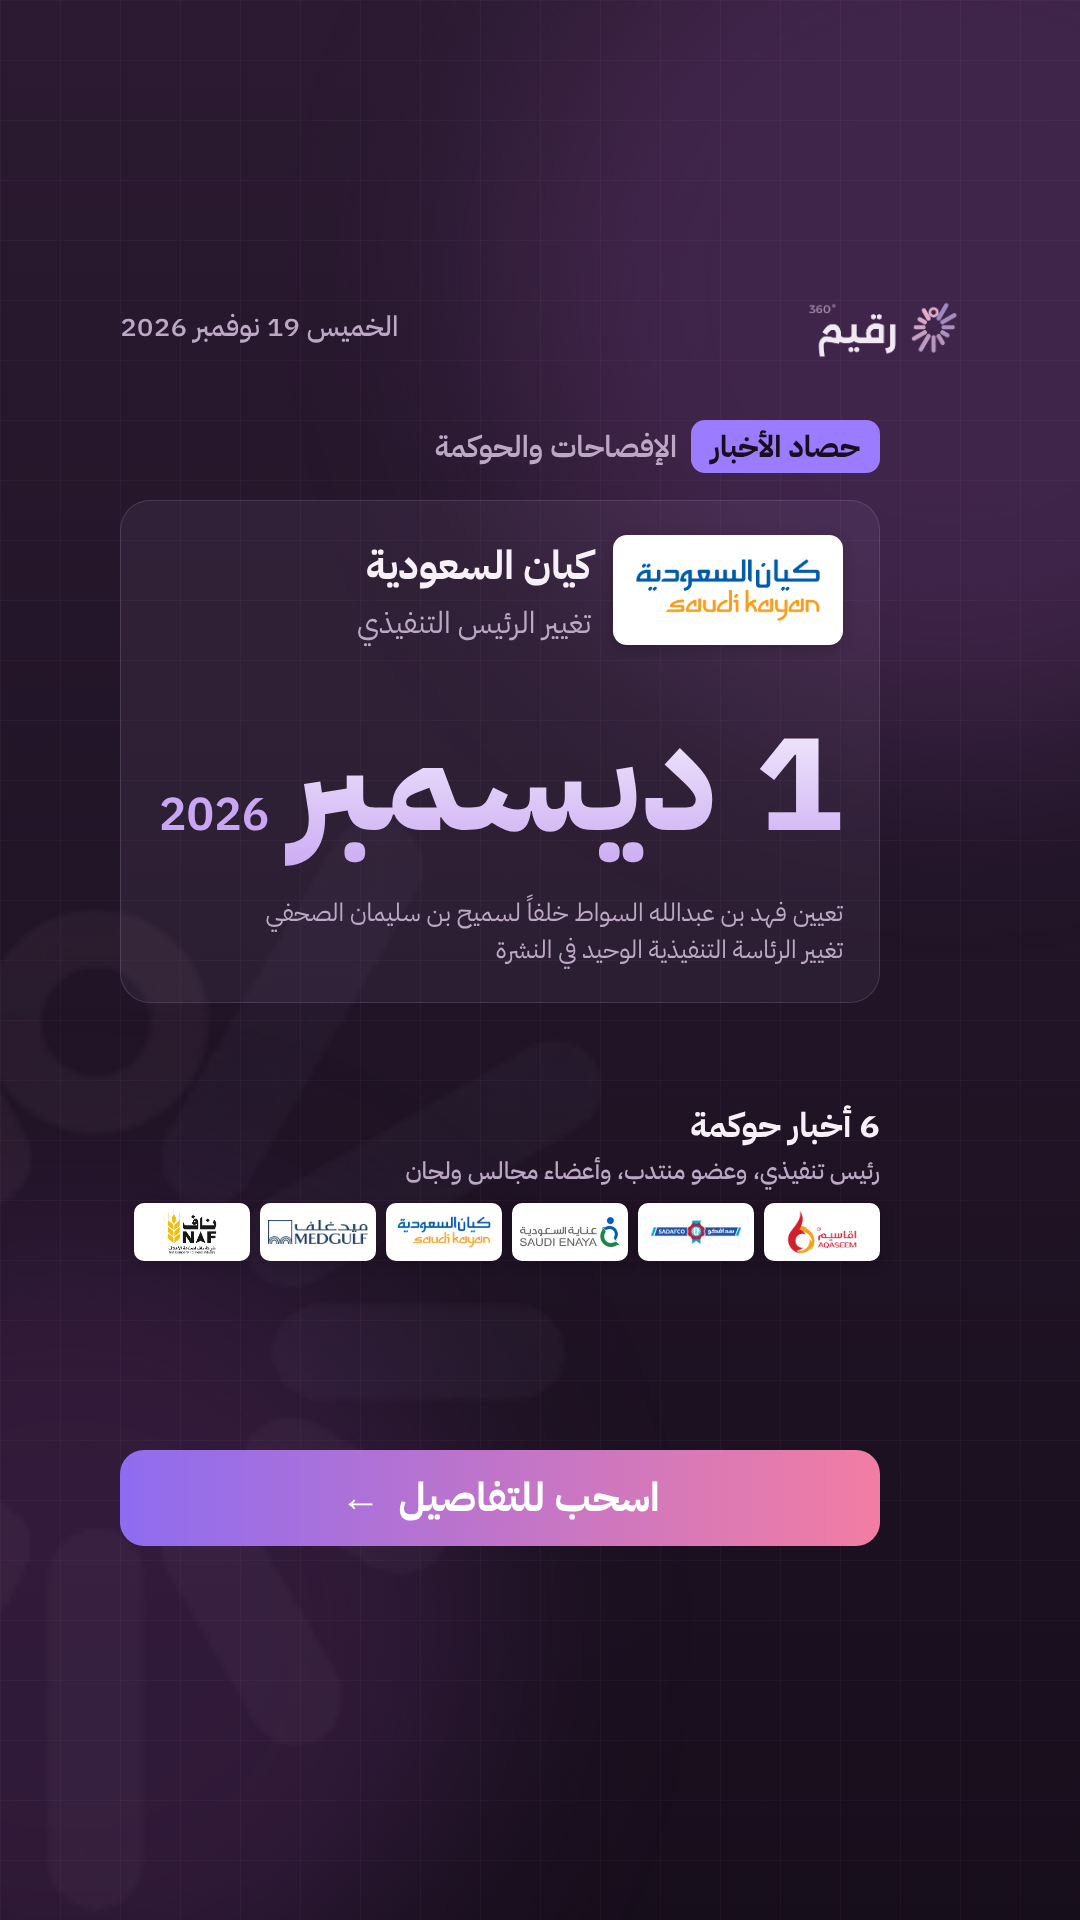 رقيم 360°
الخميس 19 نوفمبر 2026
حصاد الأخبار الإفصاحات والحوكمة
كيان السعودية
saudi kayan
كيان السعودية
تغيير الرئيس التنفيذي
1 ديسمبر 2026
تعيين فهد بن عبدالله السواط خلفاً لسميح بن سليمان الصحفي
تغيير الرئاسة التنفيذية الوحيد في النشرة
6 أخبار حوكمة
رئيس تنفيذي، وعضو منتدب، وأعضاء مجالس ولجان
اقاسيم
AQASEEM
سدافكو SADAFCO
عناية السعودية
SAUDI ENAYA
كيان السعودية
saudi kayan
ميدغلف
MEDGULF
ناف
NAF
اسحب للتفاصيل ←